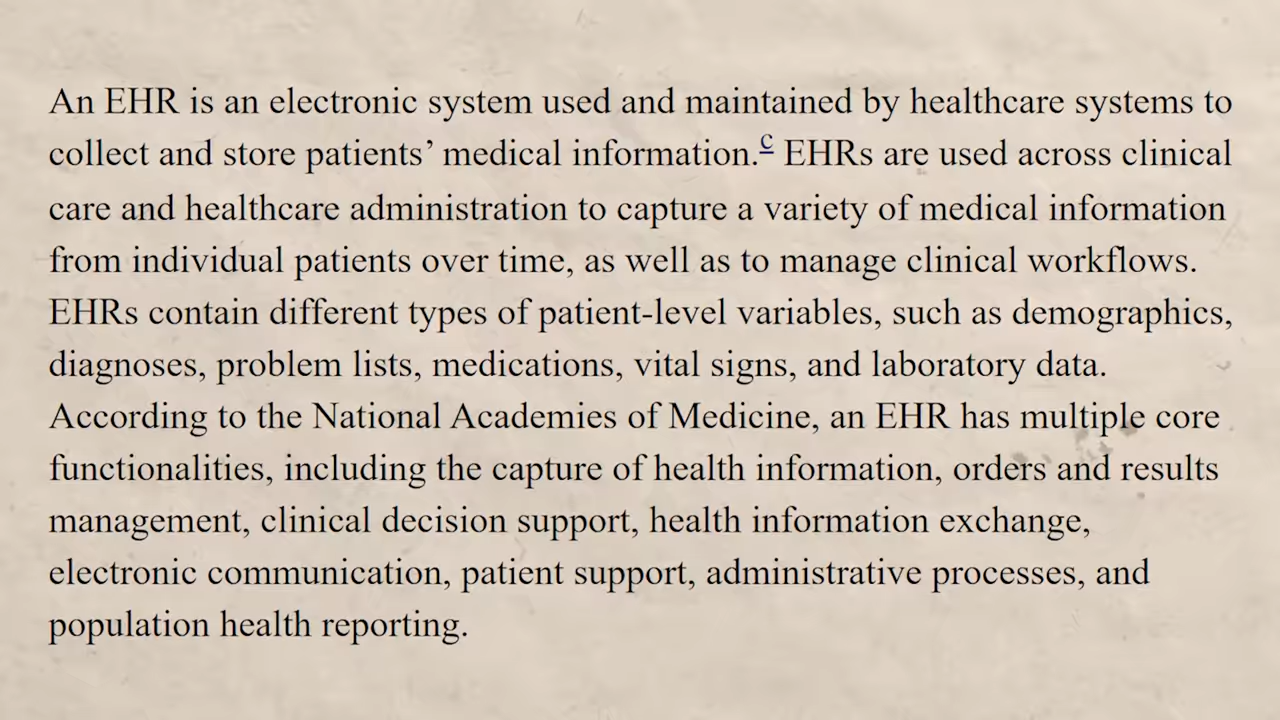 An EHR is an electronic system used and maintained by healthcare systems to
collect and store patients’ medical information.c EHRs are used across clinical
care and healthcare administration to capture a variety of medical information
from individual patients over time, as well as to manage clinical workflows.
EHRs contain different types of patient-level variables, such as demographics,
diagnoses, problem lists, medications, vital signs, and laboratory data.
According to the National Academies of Medicine, an EHR has multiple core
functionalities, including the capture of health information, orders and results
management, clinical decision support, health information exchange,
electronic communication, patient support, administrative processes, and
population health reporting.